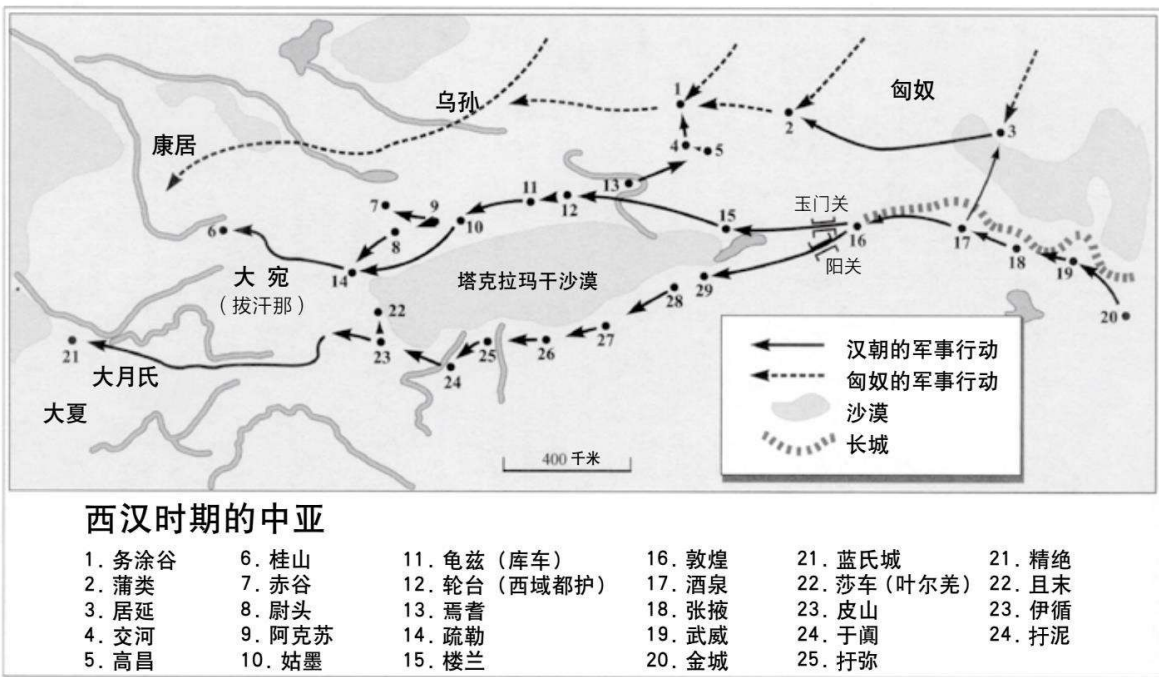 匈奴
乌孙
康居
1
2
3
4
5
13
11
12
7
9
10
8
6
14
15
16
17
18
19
20
玉门关
阳关
大 宛
（拔汗那）
塔克拉玛干沙漠
29
28
27
26
25
24
22
23
21
大月氏
大夏
400 千米
汉朝的军事行动
匈奴的军事行动
沙漠
长城
西汉时期的中亚
1. 务涂谷
2. 蒲类
3. 居延
4. 交河
5. 高昌
6. 桂山
7. 赤谷
8. 尉头
9. 阿克苏
10. 姑墨
11. 龟兹（库车）
12. 轮台（西域都护）
13. 焉耆
14. 疏勒
15. 楼兰
16. 敦煌
17. 酒泉
18. 张掖
19. 武威
20. 金城
21. 蓝氏城
22. 莎车（叶尔羌）
23. 皮山
24. 于阗
25. 扜弥
21. 精绝
22. 且末
23. 伊循
24. 扜泥